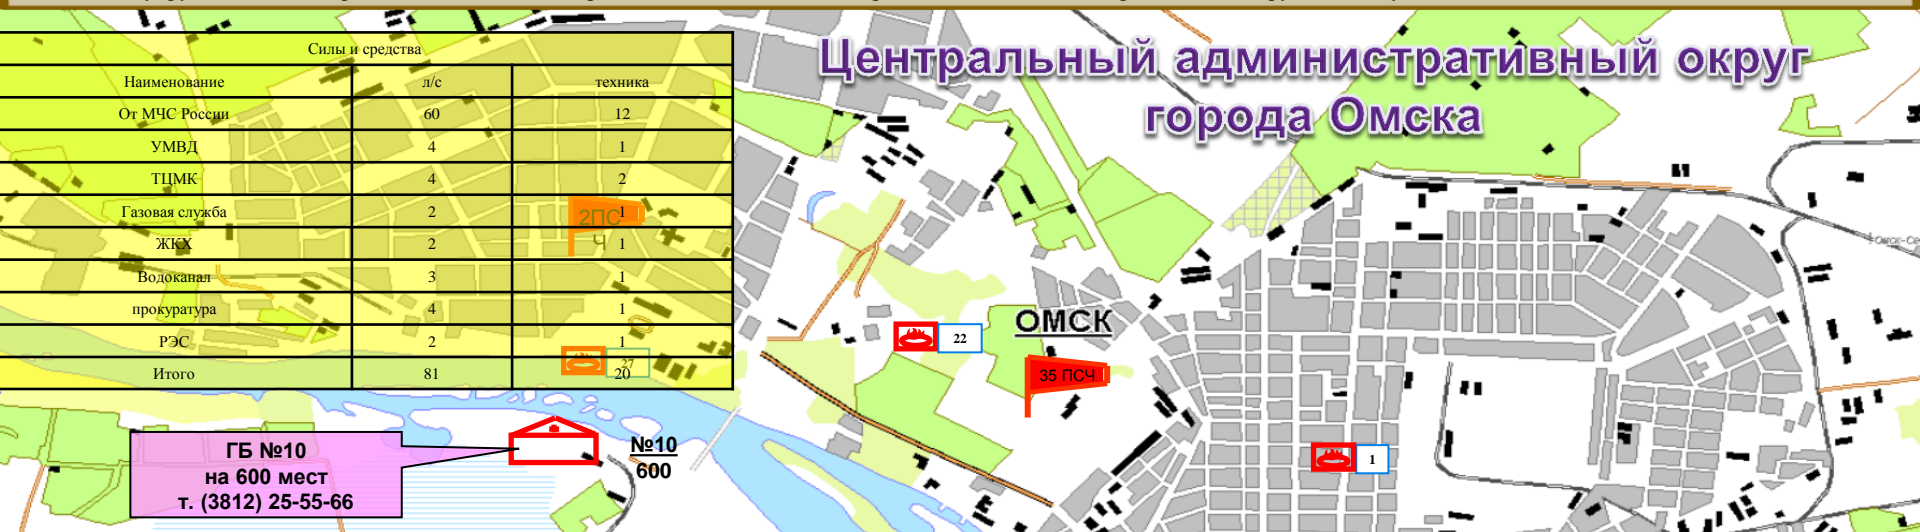 Центральный административный округ
города Омска
Силы и средства
Наименование л/с техника
От МЧС России 60 12
УМВД 4 1
ТЦМК 4 2
Газовая служба 2 1
ЖКХ 2 1
Водоканал 3 1
прокуратура 4 1
РЭС 2 1
Итого 81 20
2ПС
Ч
27
22
ОМСК
35 ПСЧ
1
ГБ №10
на 600 мест
т. (3812) 25-55-66
№10
600